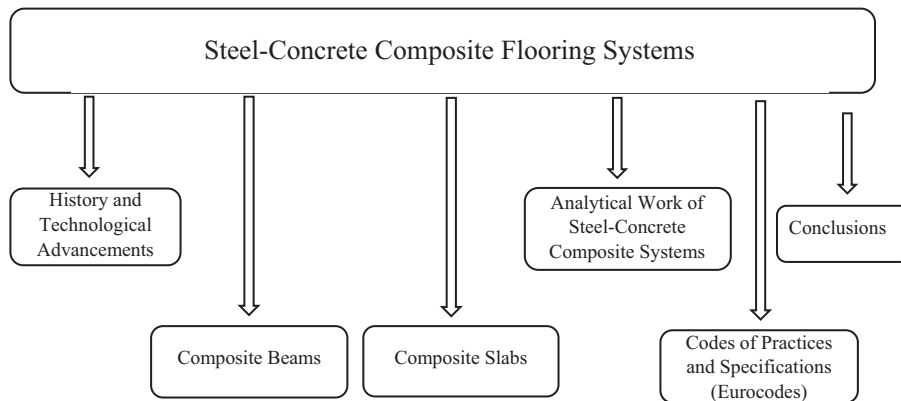 Steel-Concrete Composite Flooring Systems
History and
Technological
Advancements
Composite Beams
Composite Slabs
Analytical Work of
Steel-Concrete
Composite Systems
Codes of Practices
and Specifications
(Eurocodes)
Conclusions